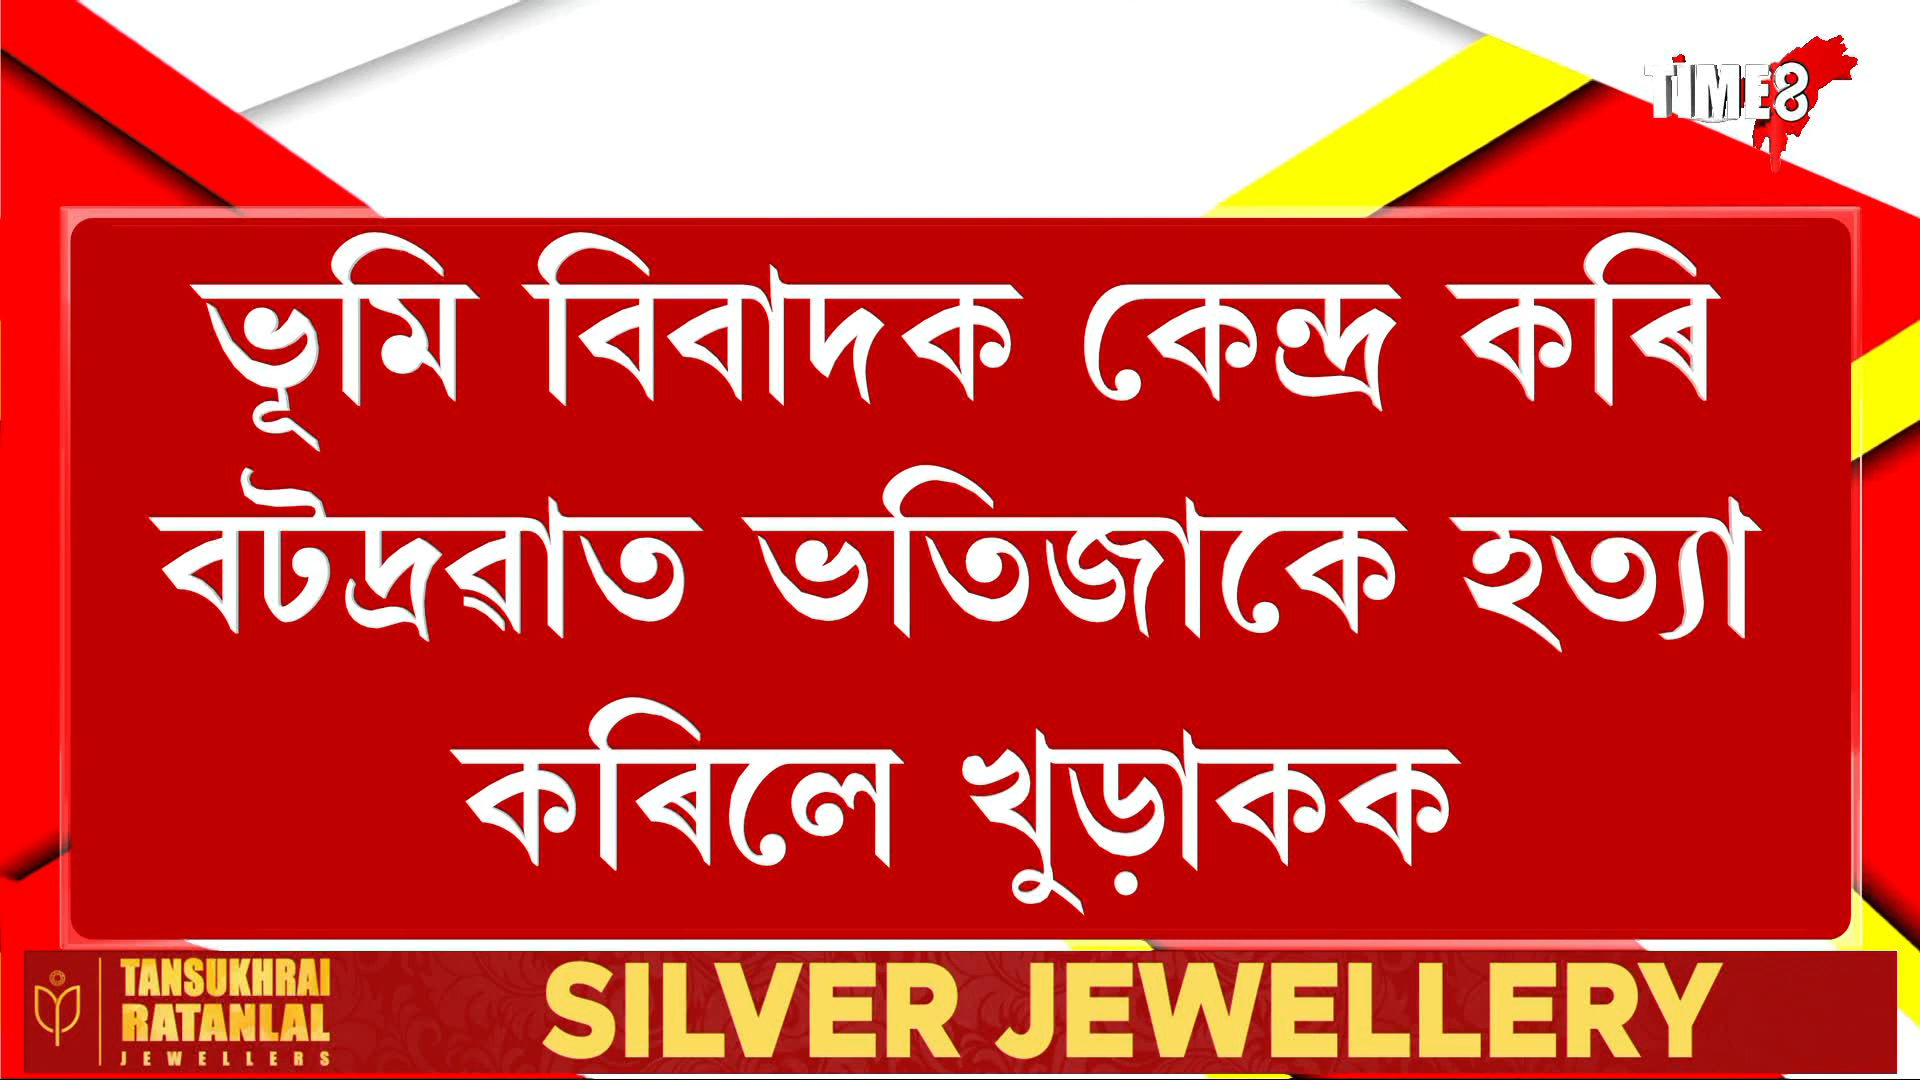 TIME8
ভূমি বিবাদক কেন্দ্ৰ কৰি
বটদ্ৰৱাত ভতিজাকে হত্যা
কৰিলে খুড়াকক
TANSUKHRAI
RATANLAL
JEWELLERS
SILVER JEWELLERY